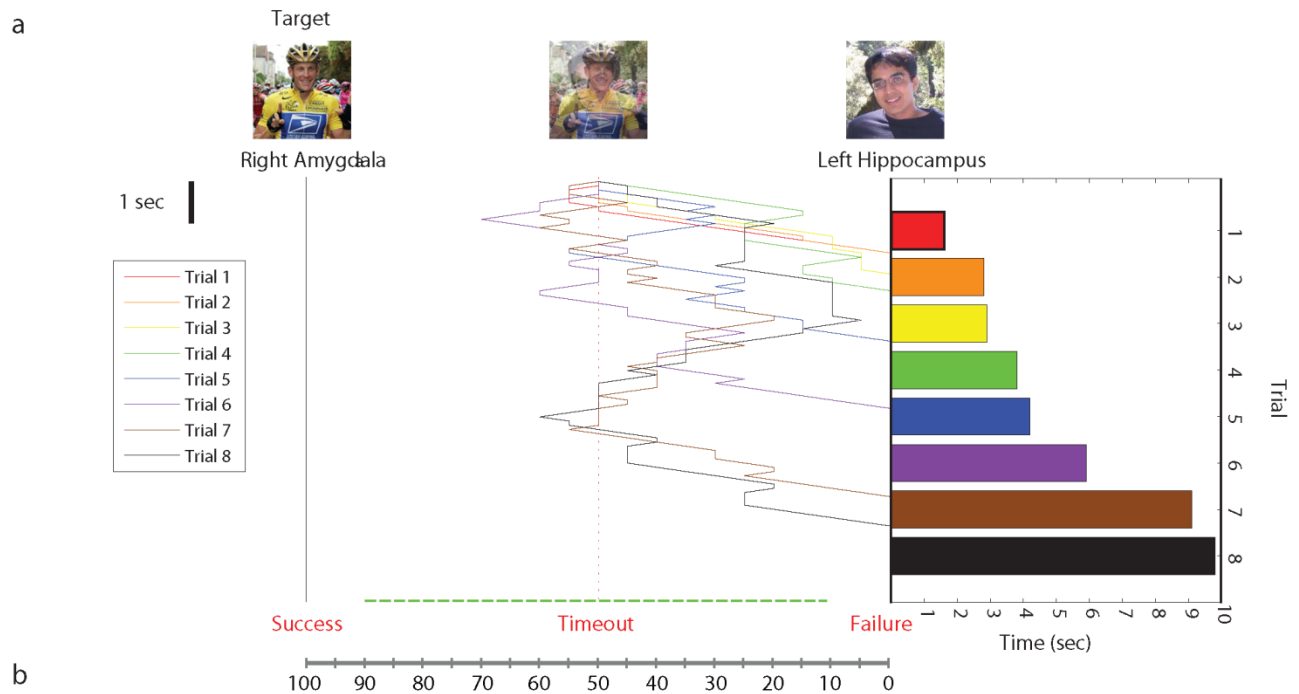 a
Target
Right Amygdala
Left Hippocampus
1 sec
Trial 1
Trial 2
Trial 3
Trial 4
Trial 5
Trial 6
Trial 7
Trial 8
1
2
3
4
5
6
7
8
Trial
1 2 3 4 5 6 7 8 9 10
Time (sec)
Success Timeout Failure
b
100 90 80 70 60 50 40 30 20 10 0